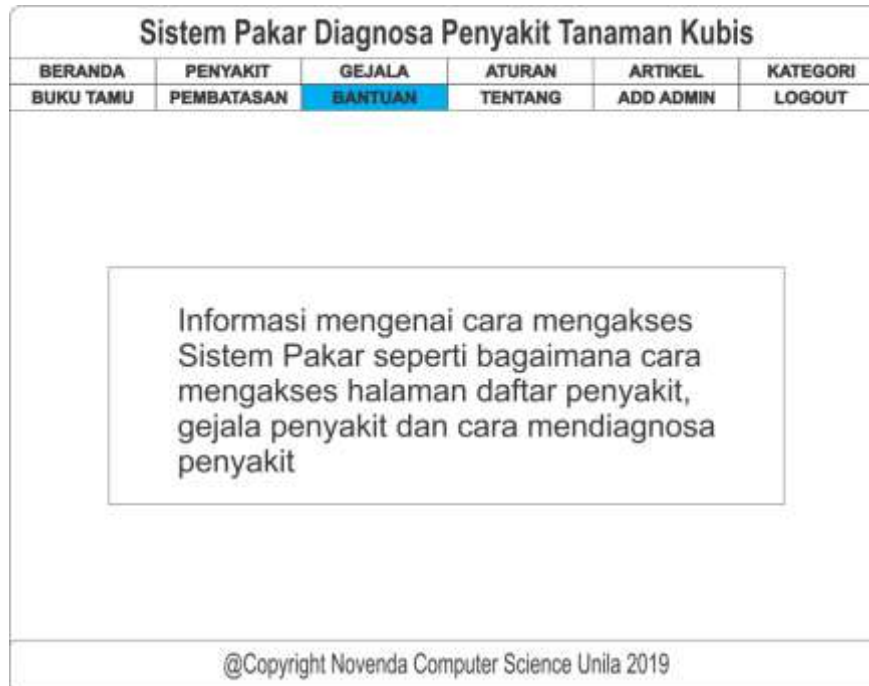 Sistem Pakar Diagnosa Penyakit Tanaman Kubis
BERANDA PENYAKIT GEJALA ATURAN ARTIKEL KATEGORI
BUKU TAMU PEMBATASAN BANTUAN TENTANG ADD ADMIN LOGOUT
Informasi mengenai cara mengakses
Sistem Pakar seperti bagaimana cara
mengakses halaman daftar penyakit,
gejala penyakit dan cara mendiagnosa
penyakit
@Copyright Novenda Computer Science Unila 2019